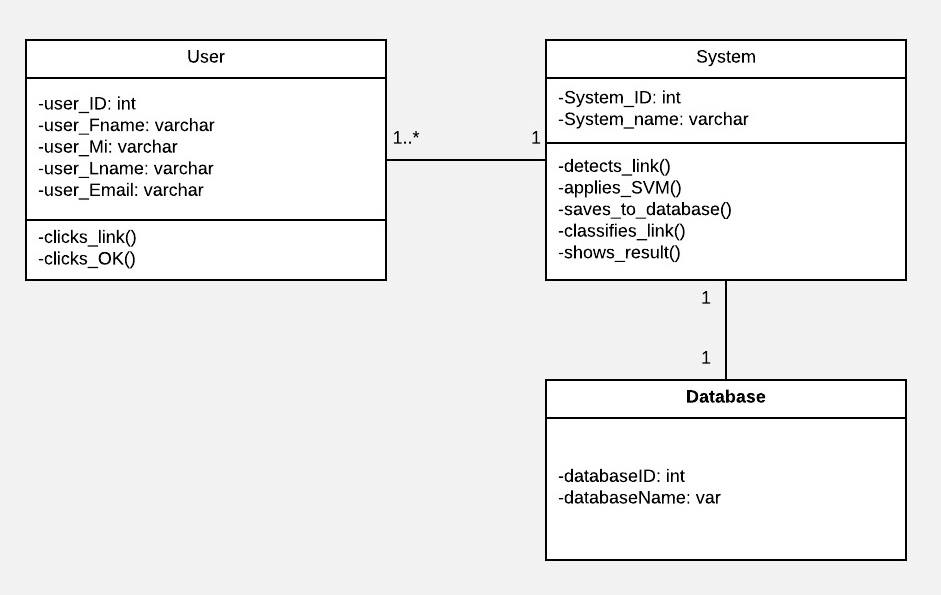 User
-user_ID: int
-user_Fname: varchar
-user_Mi: varchar
-user_Lname: varchar
-user_Email: varchar
-clicks_link()
-clicks_OK()
1..*
1
System
-System_ID: int
-System_name: varchar
-detects_link()
-applies_SVM()
-saves_to_database()
-classifies_link()
-shows_result()
1
1
Database
-databaseID: int
-databaseName: var